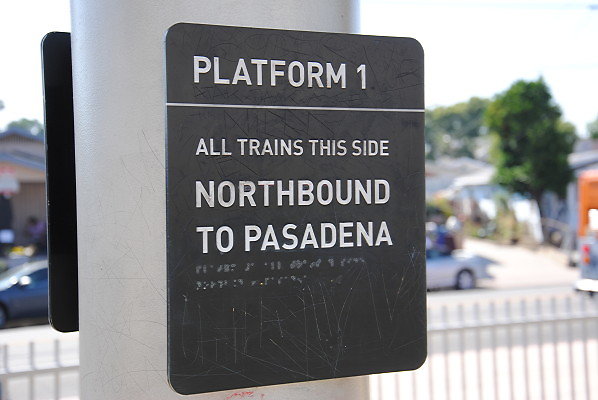 PLATFORM 1
ALL TRAINS THIS SIDE
NORTHBOUND
TO PASADENA